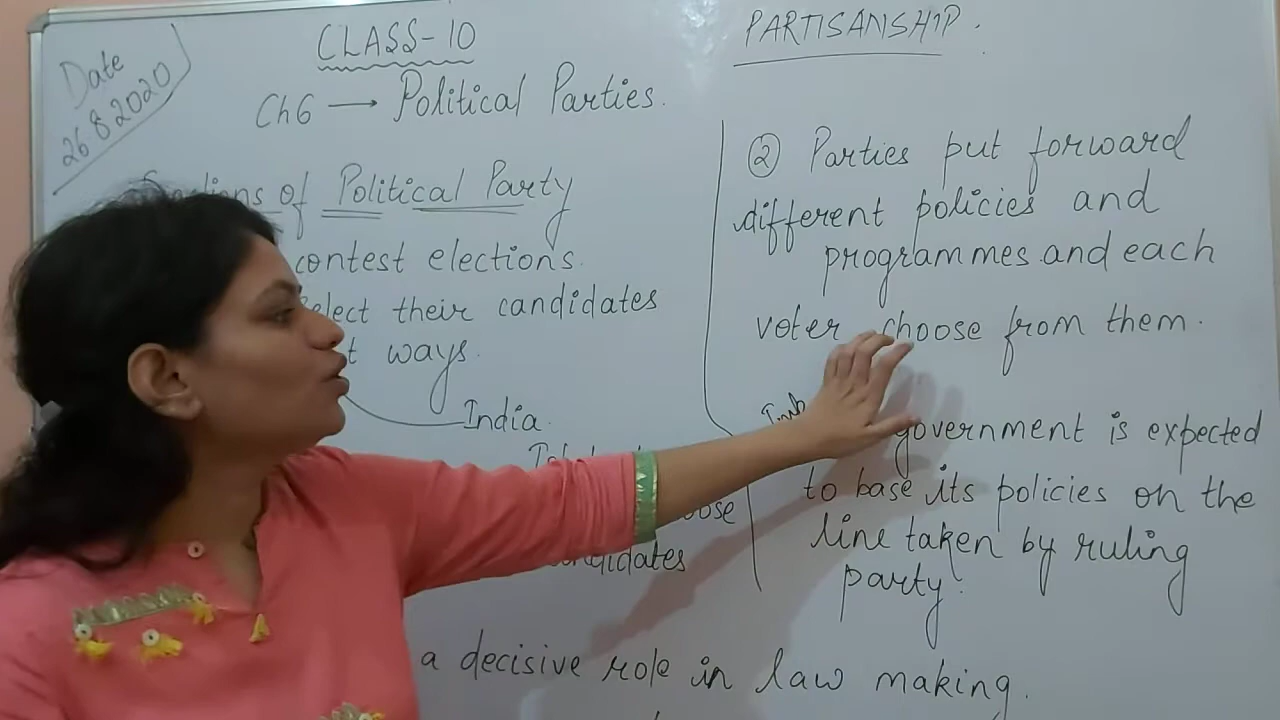 Date
26 8 2020
CLASS-10
Ch6 → Political Parties.
of Political Party
contest elections.
select their candidates
ways.
India
candidates
a decisive role in law making.
PARTISANSHIP.
② Parties put forward
different policies and
programmes and each
voter choose from them.
government is expected
to base its policies on the
line taken by ruling
party.